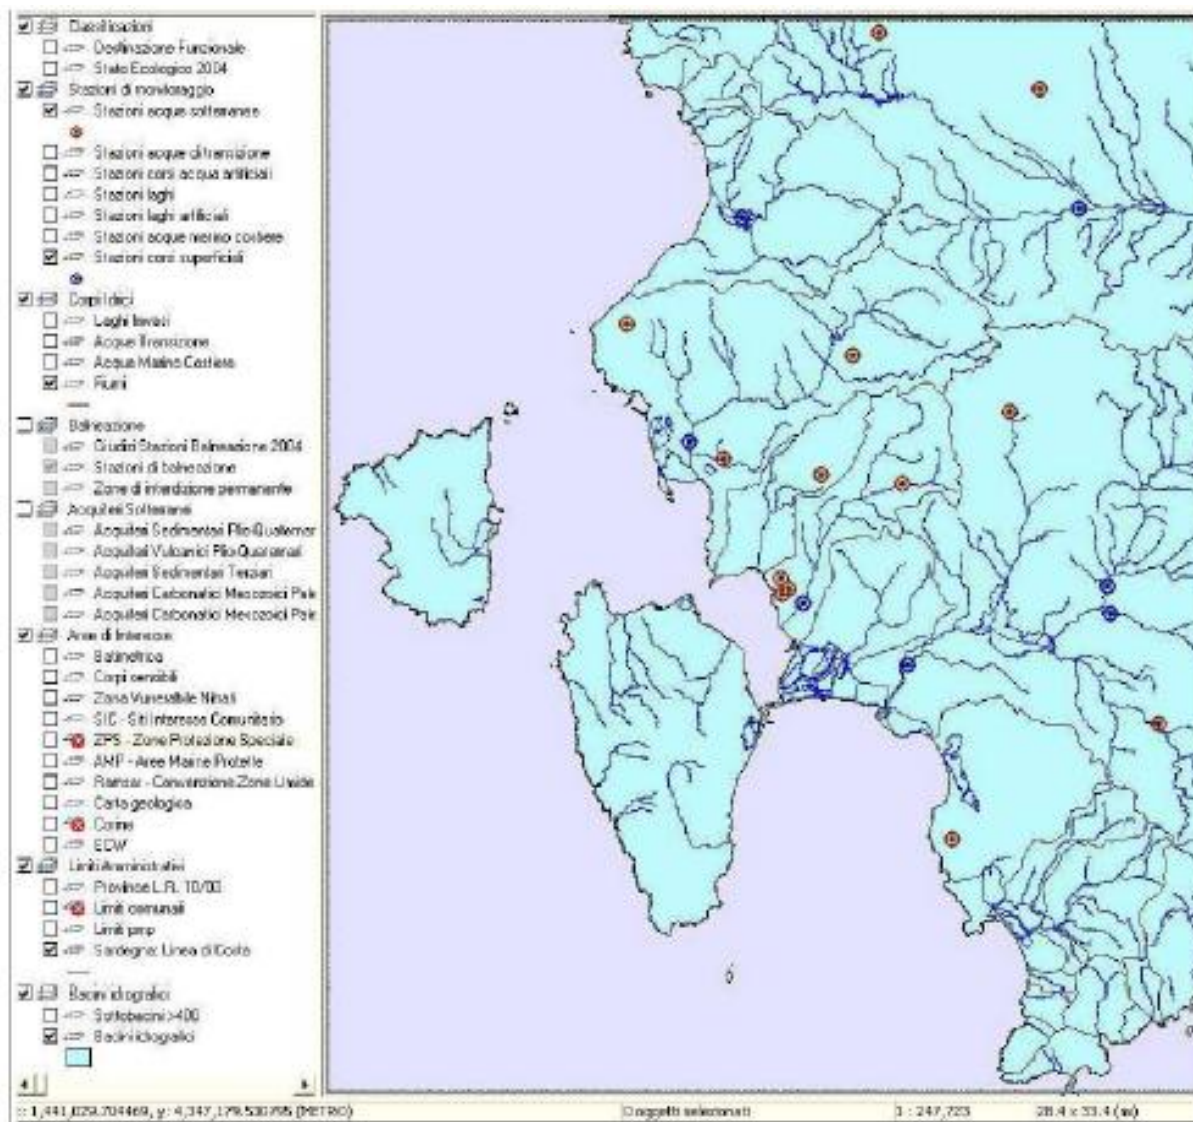 Classificazioni
Destinazione Funzionale
Stato Ecologico 2004
Stazioni di monitoraggio
Stazioni acque sotterranee
Stazioni acque di transizione
Stazioni corsi acqua artificiali
Stazioni laghi
Stazioni laghi artificiali
Stazioni acque marino costiere
Stazioni corsi superficiali
Corpi Idrici
Laghi Invasi
Acque Transizione
Acque Marino Costiere
Fiumi
Balneazione
Giudizi Stazioni Balneazione 2004
Stazioni di balneazione
Zone di interdizione permanente
Acquiferi Sotterranei
Acquiferi Sedimentari Plio-Quaternar
Acquiferi Vulcanici Plio-Quaternari
Acquiferi Sedimentari Terziari
Acquiferi Carbonatici Mesozoici Pale
Acquiferi Carbonatici Mesozoici Pale
Aree di Interesse
Batimetrica
Corpi sensibili
Zona Vunerabile Nitrati
SIC - Siti Interesse Comunitario
ZPS - Zone Protezione Speciale
AMP - Aree Marine Protette
Ramsar - Convenzione Zone Umide
Carta geologica
Corine
ECW
Limiti Amministrativi
Province L.R. 10/00
Limiti comunali
Limiti pmp
Sardegna: Linea di Costa
Bacini idrografici
Sottobacini >400
Bacini idrografici
x: 1,441,029.704469, y: 4,347,179.530795 (METRO) 0 oggetti selezionati 1 : 247,723 28.4 x 33.4 (